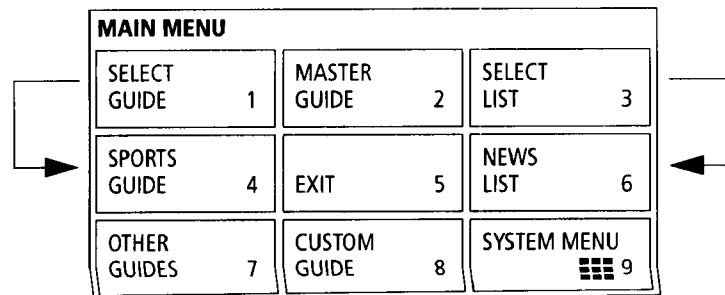 MAIN MENU
SELECT
GUIDE 1
MASTER
GUIDE 2
SELECT
LIST 3
SPORTS
GUIDE 4
EXIT 5
NEWS
LIST 6
OTHER
GUIDES 7
CUSTOM
GUIDE 8
SYSTEM MENU
9